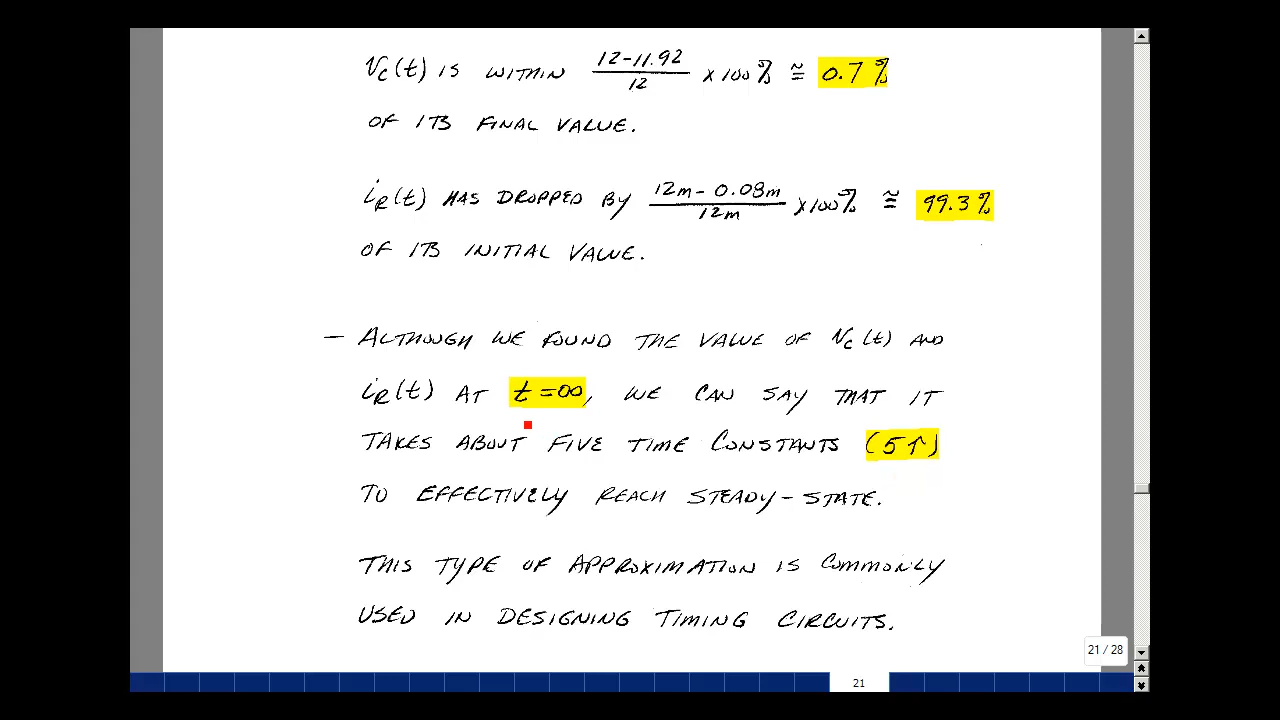 Vc(t) IS WITHIN (12-11.92)/12 X 100% ≅ 0.7%
OF ITS FINAL VALUE.
iR(t) HAS DROPPED BY (12m - 0.08m)/12m X 100% ≅ 99.3%
OF ITS INITIAL VALUE.
– ALTHOUGH WE FOUND THE VALUE OF Vc(t) AND
iR(t) AT t=∞, WE CAN SAY THAT IT
TAKES ABOUT FIVE TIME CONSTANTS (5τ)
TO EFFECTIVELY REACH STEADY-STATE.
THIS TYPE OF APPROXIMATION IS COMMONLY
USED IN DESIGNING TIMING CIRCUITS.
21 / 28
21